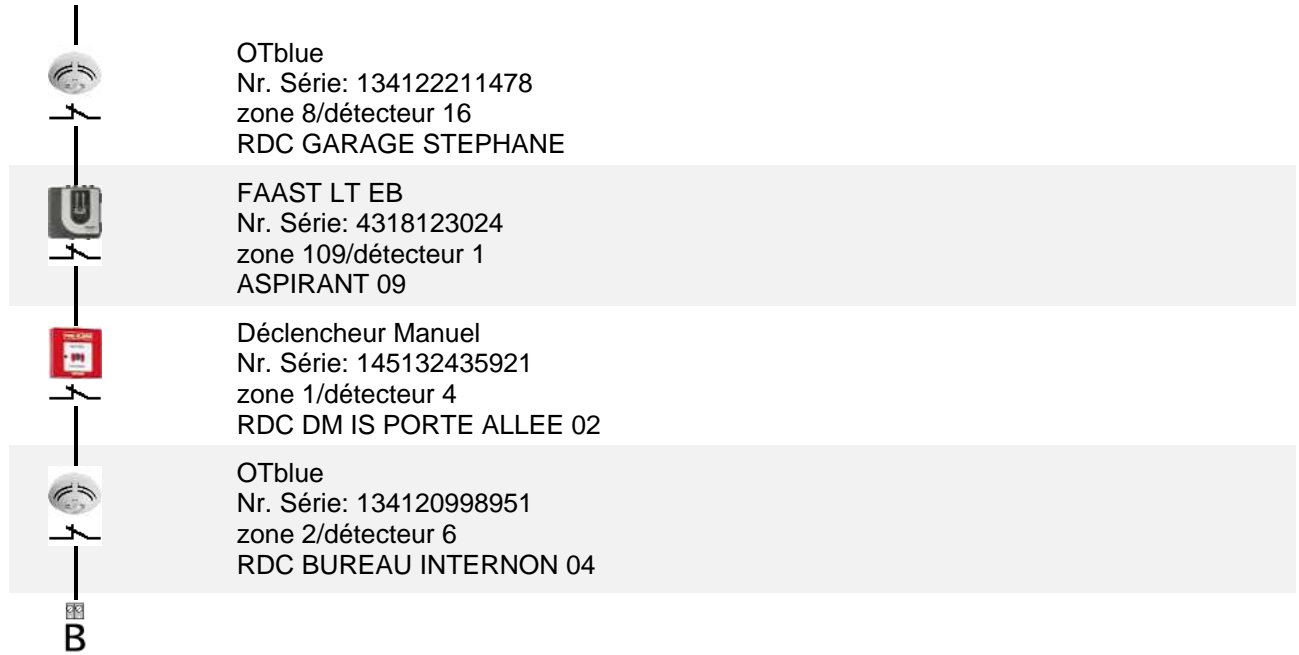 OTblue
Nr. Série: 134122211478
zone 8/détecteur 16
RDC GARAGE STEPHANE
FAAST LT EB
Nr. Série: 4318123024
zone 109/détecteur 1
ASPIRANT 09
Déclencheur Manuel
Nr. Série: 145132435921
zone 1/détecteur 4
RDC DM IS PORTE ALLEE 02
OTblue
Nr. Série: 134120998951
zone 2/détecteur 6
RDC BUREAU INTERNON 04
B